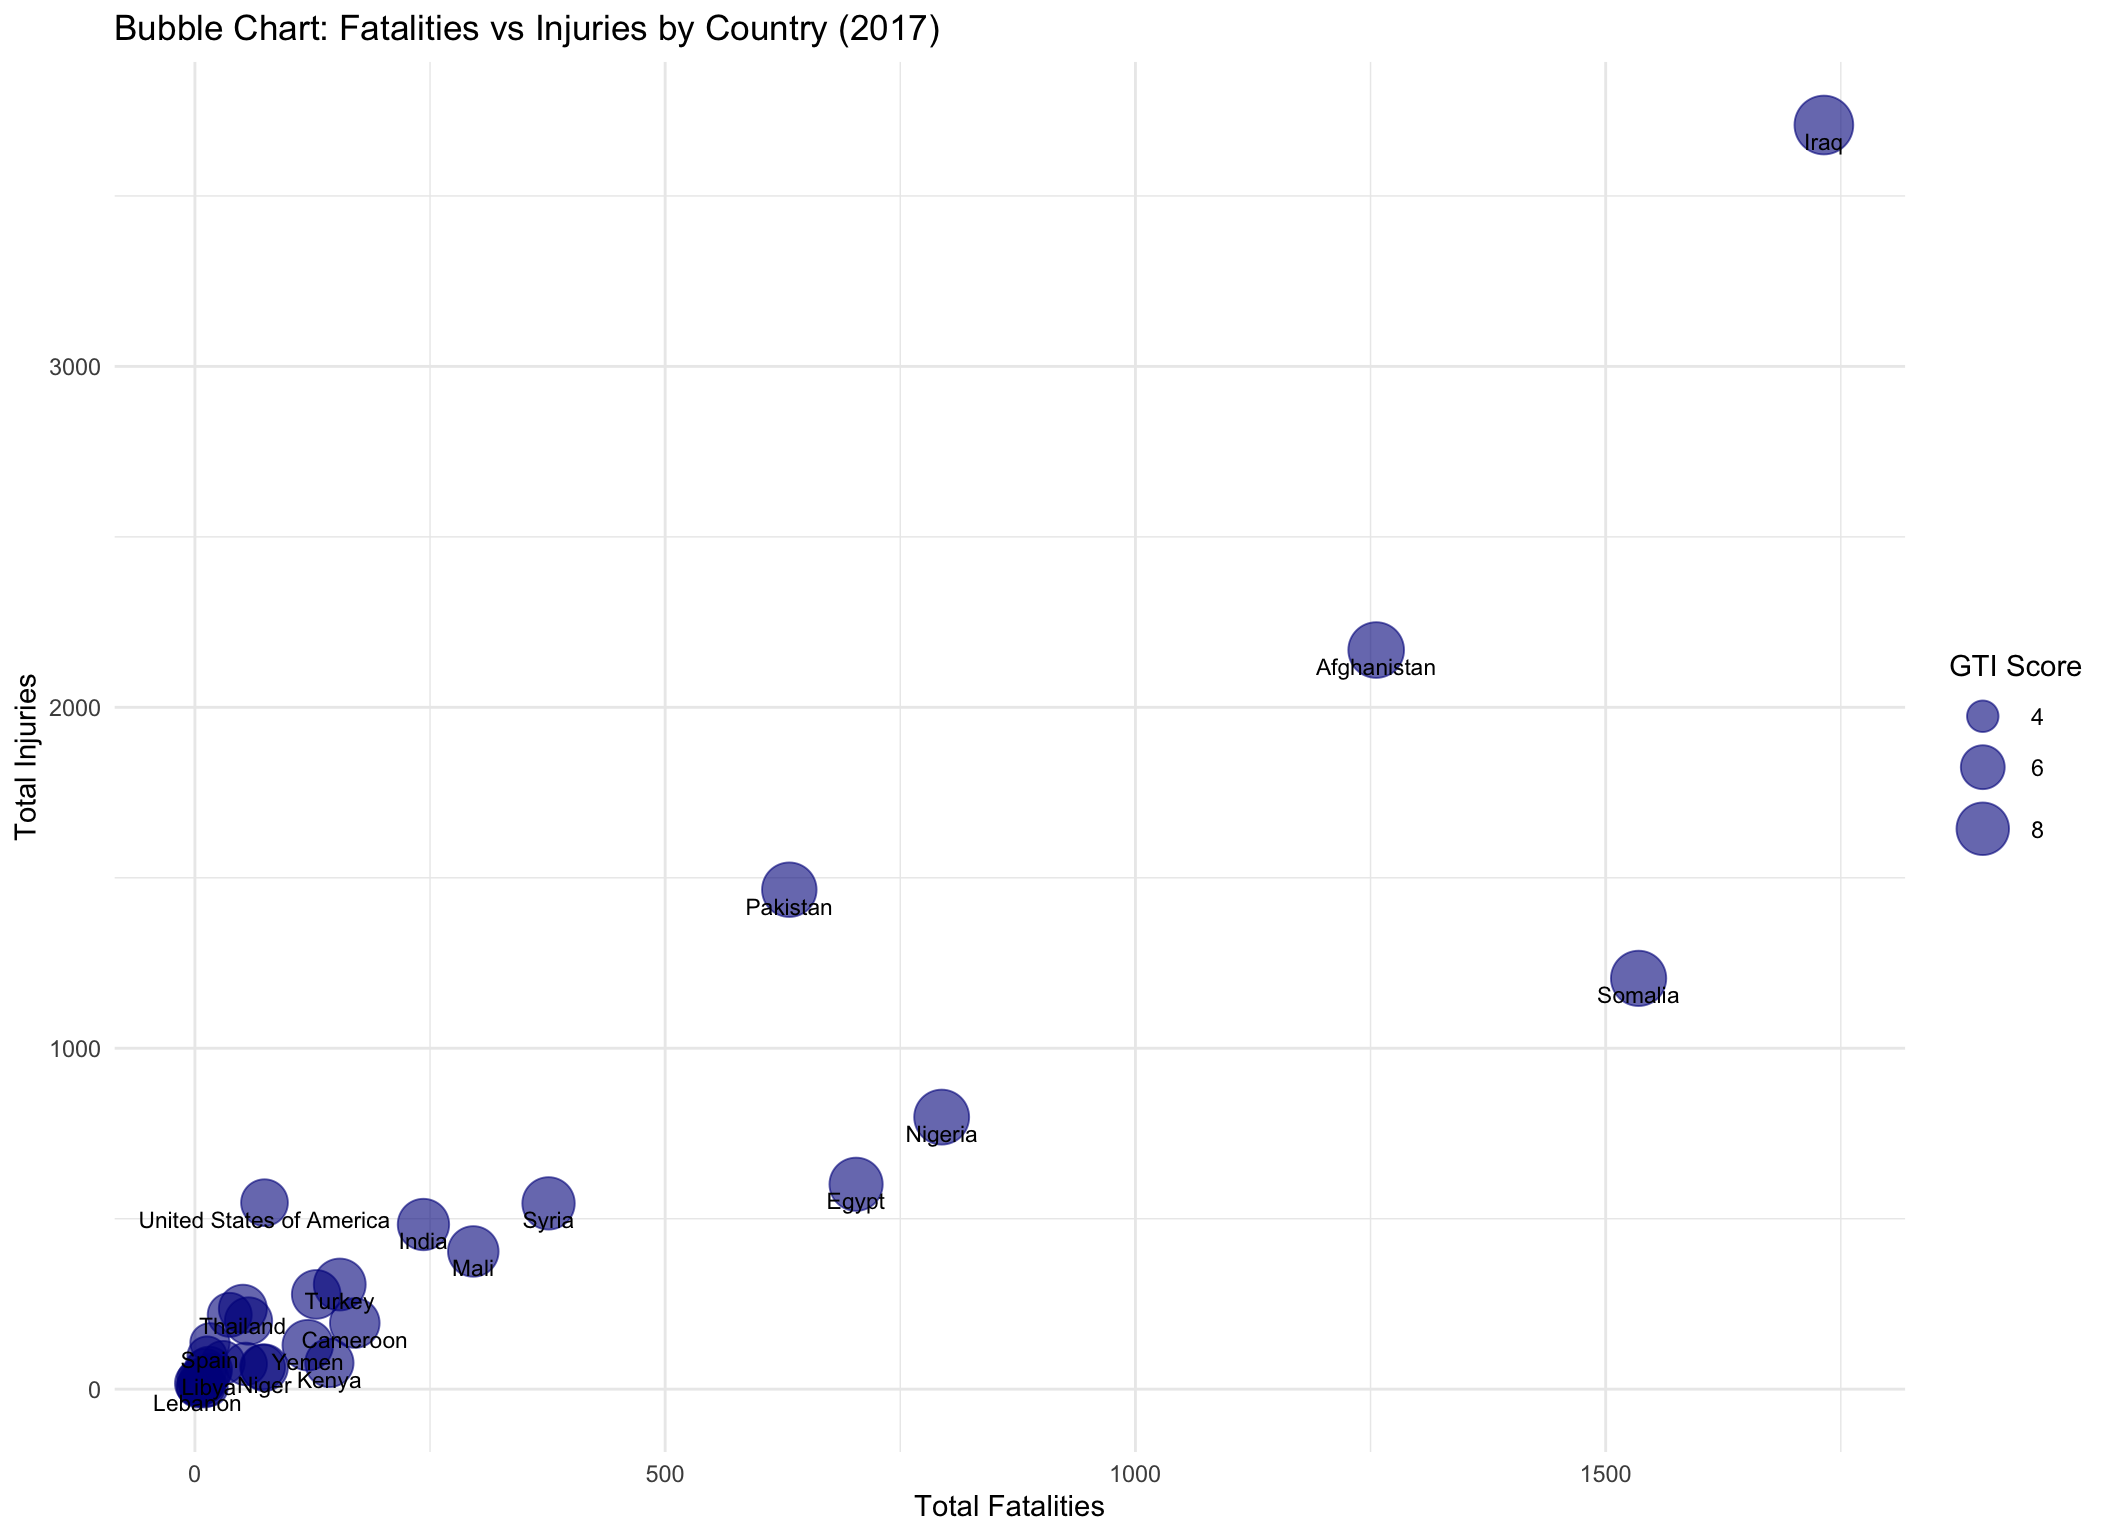 Bubble Chart: Fatalities vs Injuries by Country (2017)
Iraq
3000
Afghanistan
GTI Score
2000
4
6
8
Total Injuries
Pakistan
Somalia
1000
Nigeria
Egypt
United States of America
Syria
India
Mali
Turkey
Thailand
Cameroon
Spain
Yemen
Kenya
Libya
Niger
0
Lebanon
0
500
1000
1500
Total Fatalities